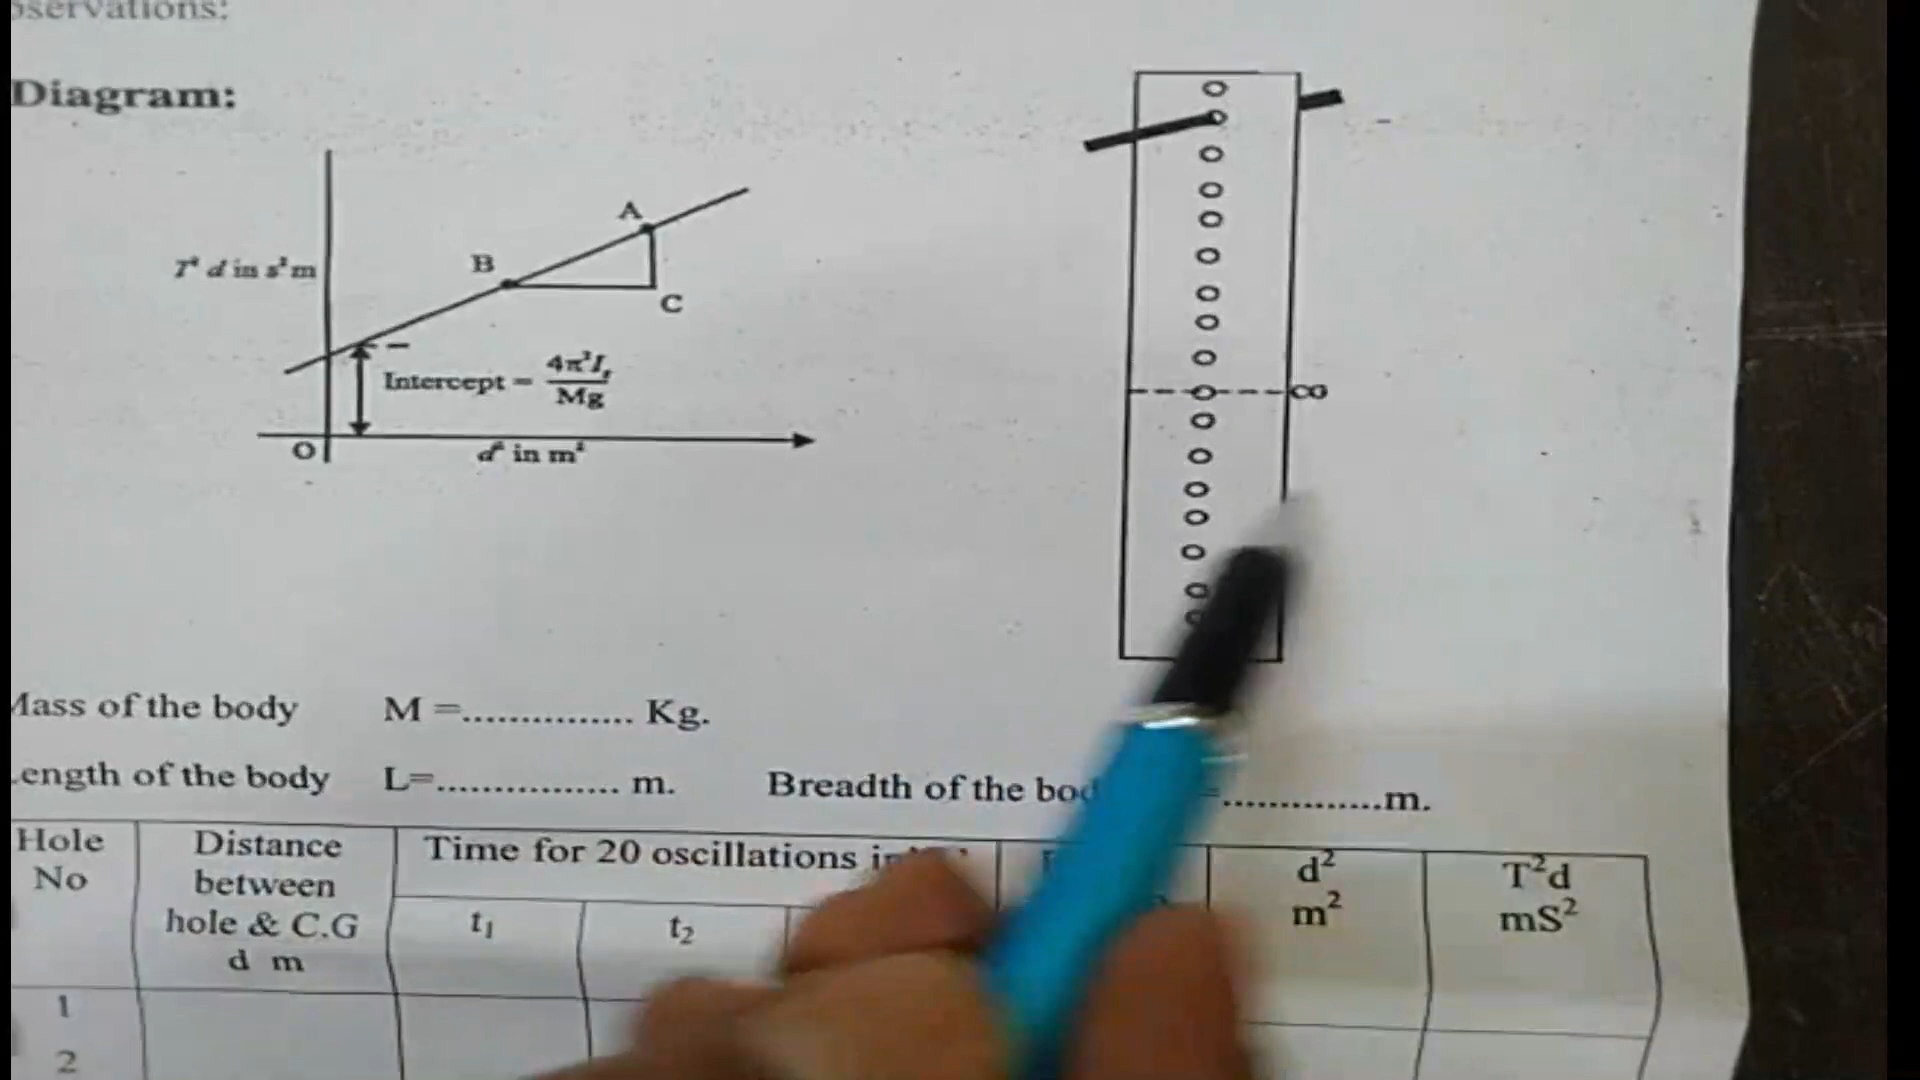 Diagram:
A
B
T² d in s² m
C
Intercept = 4π²I
Mg
CG
O
d² in m²
Mass of the body M =............... Kg.
Length of the body L=................ m. Breadth of the ...............m.
Hole No
Distance between hole & C.G d m
Time for 20 oscillations
t₁
t₂
d² m²
T²d mS²
1
2